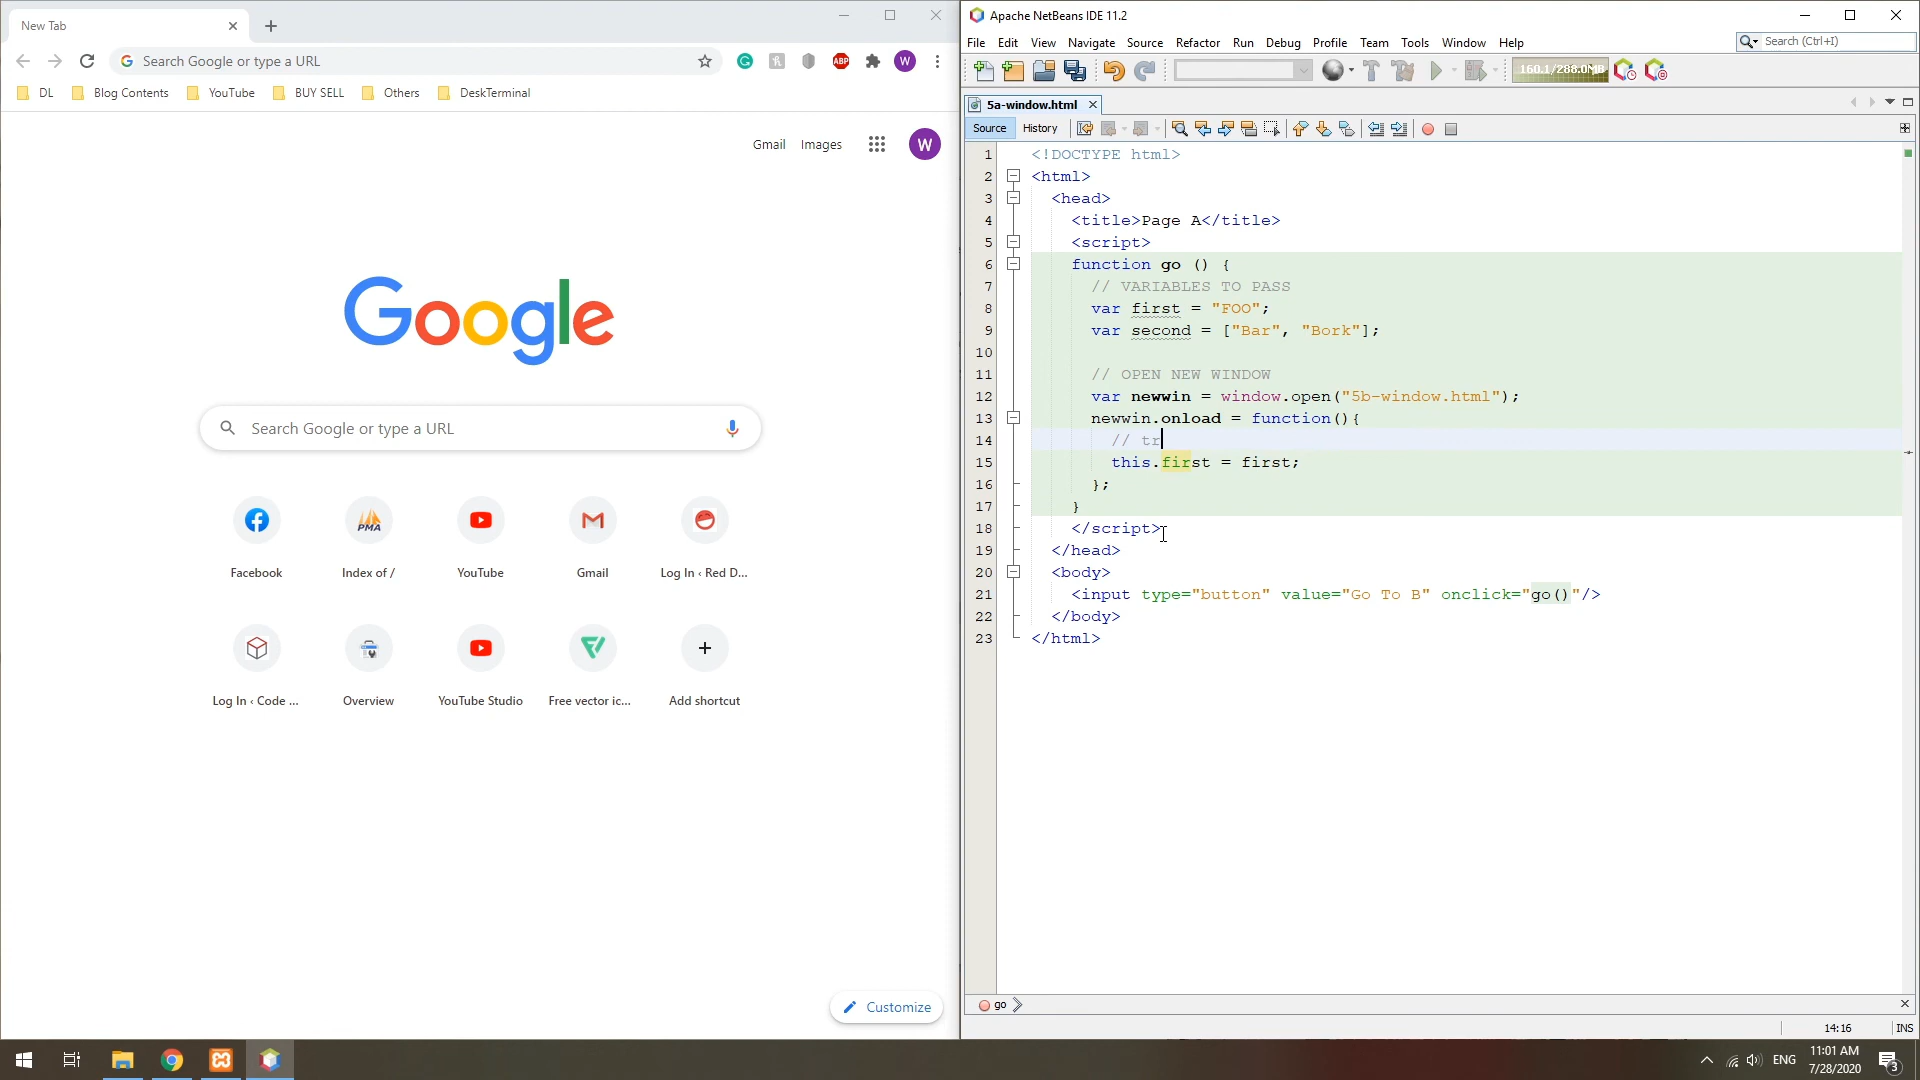 New Tab
Search Google or type a URL
ABP
W
DL
Blog Contents
YouTube
BUY SELL
Others
DeskTerminal
Gmail
Images
W
Google
Search Google or type a URL
Facebook
PMA
Index of /
YouTube
Gmail
Log In ‹ Red D...
Log In ‹ Code ...
Overview
YouTube Studio
Free vector ic...
Add shortcut
Customize
Apache NetBeans IDE 11.2
File Edit View Navigate Source Refactor Run Debug Profile Team Tools Window Help
Search (Ctrl+I)
160.1/288.0MB
5a-window.html
Source History
1 <!DOCTYPE html>
2 <html>
3 <head>
4 <title>Page A</title>
5 <script>
6 function go () {
7 // VARIABLES TO PASS
8 var first = "FOO";
9 var second = ["Bar", "Bork"];
10
11 // OPEN NEW WINDOW
12 var newwin = window.open("5b-window.html");
13 newwin.onload = function(){
14 // tr
15 this.first = first;
16 };
17 }
18 </script>
19 </head>
20 <body>
21 <input type="button" value="Go To B" onclick="go()"/>
22 </body>
23 </html>
go
14:16
INS
ENG
11:01 AM
7/28/2020
3